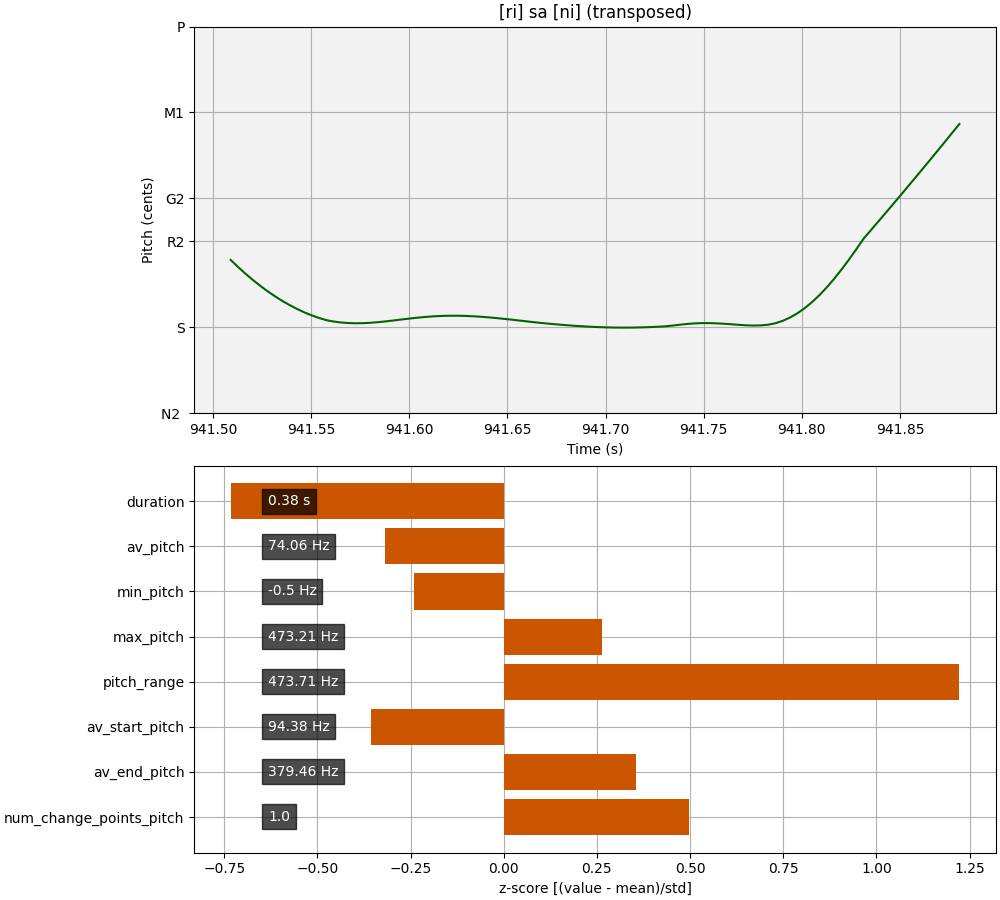 [ri] sa [ni] (transposed)
P
M1
G2
R2
S
N2
Pitch (cents)
941.50 941.55 941.60 941.65 941.70 941.75 941.80 941.85
Time (s)
duration 0.38 s
av_pitch 74.06 Hz
min_pitch -0.5 Hz
max_pitch 473.21 Hz
pitch_range 473.71 Hz
av_start_pitch 94.38 Hz
av_end_pitch 379.46 Hz
num_change_points_pitch 1.0
−0.75 −0.50 −0.25 0.00 0.25 0.50 0.75 1.00 1.25
z-score [(value - mean)/std]